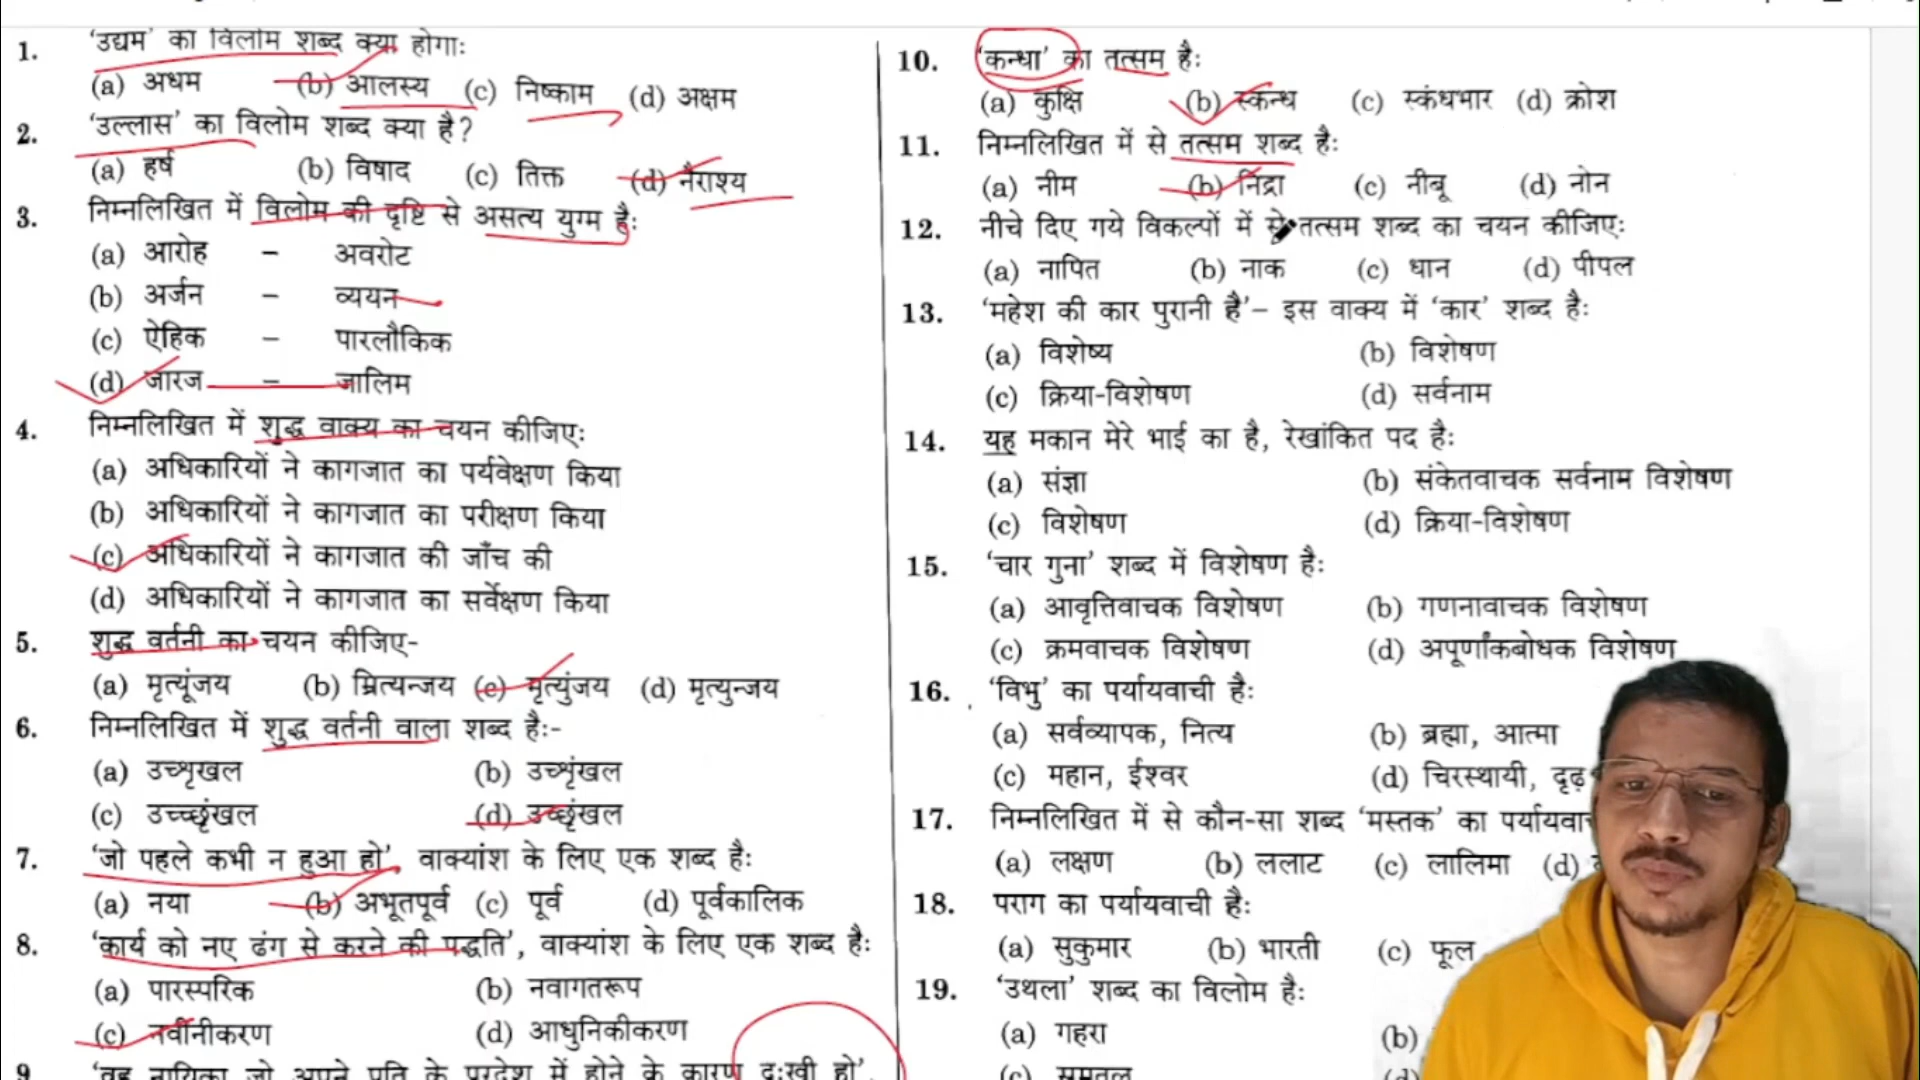 1. 'उद्यम' का विलोम शब्द क्या होगाः
(a) अधम (b) आलस्य (c) निष्काम (d) अक्षम
2. 'उल्लास' का विलोम शब्द क्या है?
(a) हर्ष (b) विषाद (c) तिक्त (d) नैराश्य
3. निम्नलिखित में विलोम की दृष्टि से असत्य युग्म हैः
(a) आरोह – अवरोट
(b) अर्जन – व्ययन
(c) ऐहिक – पारलौकिक
(d) जारज – जालिम
4. निम्नलिखित में शुद्ध वाक्य का चयन कीजिएः
(a) अधिकारियों ने कागजात का पर्यवेक्षण किया
(b) अधिकारियों ने कागजात का परीक्षण किया
(c) अधिकारियों ने कागजात की जाँच की
(d) अधिकारियों ने कागजात का सर्वेक्षण किया
5. शुद्ध वर्तनी का चयन कीजिए-
(a) मृत्यूंजय (b) म्रित्यन्जय (c) मृत्युंजय (d) मृत्युन्जय
6. निम्नलिखित में शुद्ध वर्तनी वाला शब्द हैः-
(a) उच्शृखल (b) उच्शृंखल
(c) उच्च्छृंखल (d) उच्छृंखल
7. 'जो पहले कभी न हुआ हो', वाक्यांश के लिए एक शब्द हैः
(a) नया (b) अभूतपूर्व (c) पूर्व (d) पूर्वकालिक
8. 'कार्य को नए ढंग से करने की पद्धति', वाक्यांश के लिए एक शब्द हैः
(a) पारस्परिक (b) नवागतरूप
(c) नवीनीकरण (d) आधुनिकीकरण
9 'वह नायिका जो अपने पति के परदेश में होने के कारण दुःखी हो',
10. 'कन्धा' का तत्सम हैः
(a) कुक्षि (b) स्कन्ध (c) स्कंधभार (d) क्रोश
11. निम्नलिखित में से तत्सम शब्द हैः
(a) नीम (b) निद्रा (c) नीबू (d) नोन
12. नीचे दिए गये विकल्पों में से तत्सम शब्द का चयन कीजिएः
(a) नापित (b) नाक (c) धान (d) पीपल
13. 'महेश की कार पुरानी है'– इस वाक्य में 'कार' शब्द हैः
(a) विशेष्य (b) विशेषण
(c) क्रिया-विशेषण (d) सर्वनाम
14. यह मकान मेरे भाई का है, रेखांकित पद हैः
(a) संज्ञा (b) संकेतवाचक सर्वनाम विशेषण
(c) विशेषण (d) क्रिया-विशेषण
15. 'चार गुना' शब्द में विशेषण हैः
(a) आवृत्तिवाचक विशेषण (b) गणनावाचक विशेषण
(c) क्रमवाचक विशेषण (d) अपूर्णांकबोधक विशेषण
16. 'विभु' का पर्यायवाची हैः
(a) सर्वव्यापक, नित्य (b) ब्रह्मा, आत्मा
(c) महान, ईश्वर (d) चिरस्थायी, दृढ़
17. निम्नलिखित में से कौन-सा शब्द 'मस्तक' का
(a) लक्षण (b) ललाट (c) लालिमा (d)
18. पराग का पर्यायवाची हैः
(a) सुकुमार (b) भारती (c) फूल
19. 'उथला' शब्द का विलोम हैः
(a) गहरा (b)
(c) समतल (d)